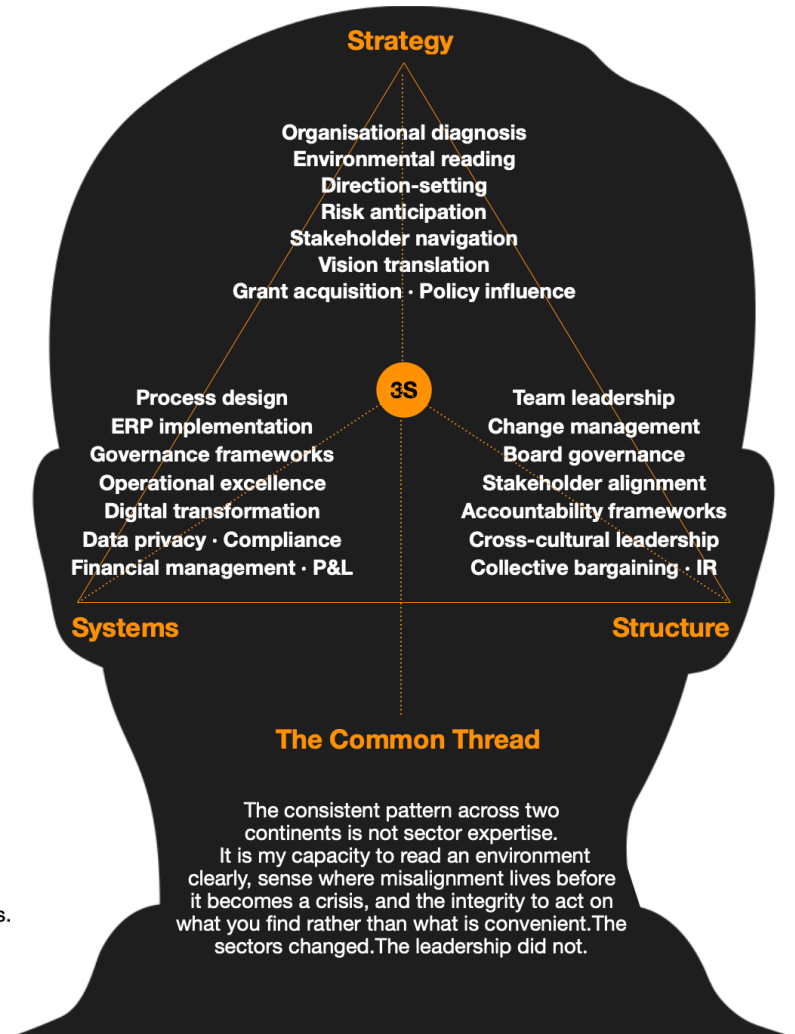 Strategy
Organisational diagnosis
Environmental reading
Direction-setting
Risk anticipation
Stakeholder navigation
Vision translation
Grant acquisition · Policy influence
3S
Process design
ERP implementation
Governance frameworks
Operational excellence
Digital transformation
Data privacy · Compliance
Financial management · P&L
Team leadership
Change management
Board governance
Stakeholder alignment
Accountability frameworks
Cross-cultural leadership
Collective bargaining · IR
Systems
Structure
The Common Thread
The consistent pattern across two
continents is not sector expertise.
It is my capacity to read an environment
clearly, sense where misalignment lives before
it becomes a crisis, and the integrity to act on
s.
what you find rather than what is convenient.The
sectors changed.The leadership did not.